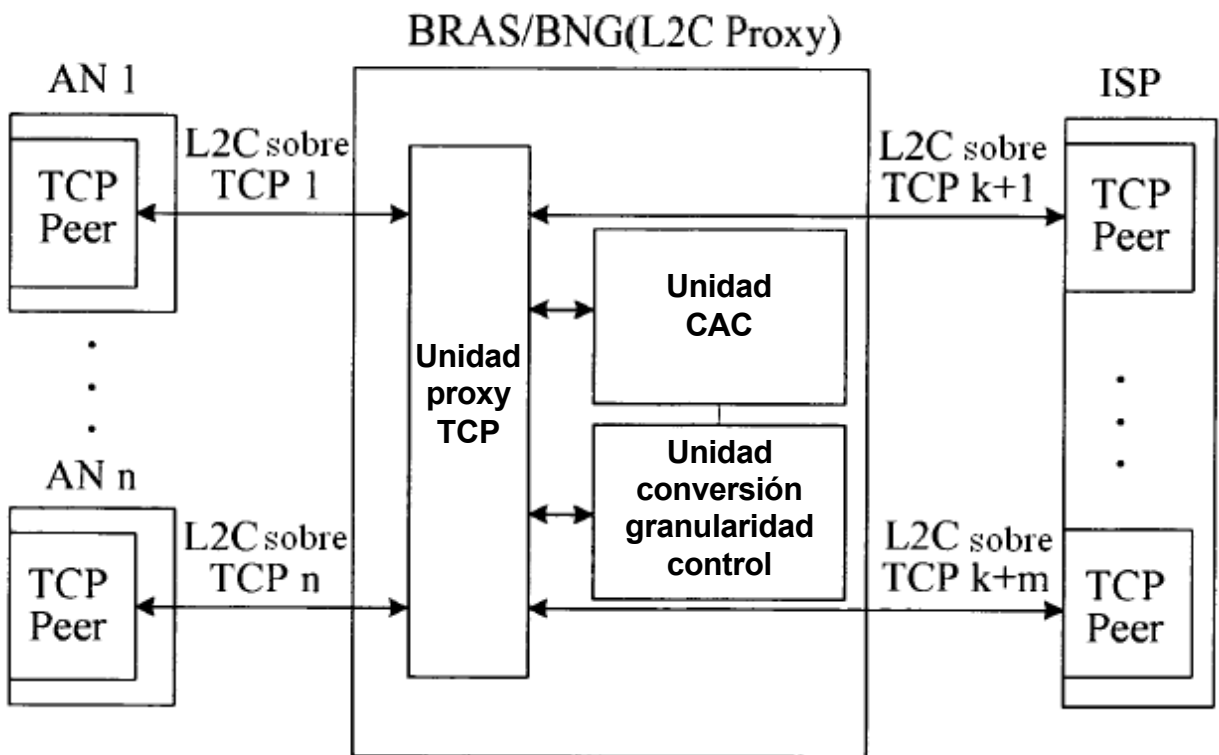 BRAS/BNG(L2C Proxy)
AN 1
ISP
L2C sobre
TCP 1
L2C sobre
TCP k+1
TCP
Peer
TCP
Peer
Unidad
CAC
Unidad
proxy
TCP
Unidad
conversión
granularidad
control
AN n
L2C sobre
TCP n
L2C sobre
TCP k+m
TCP
Peer
TCP
Peer